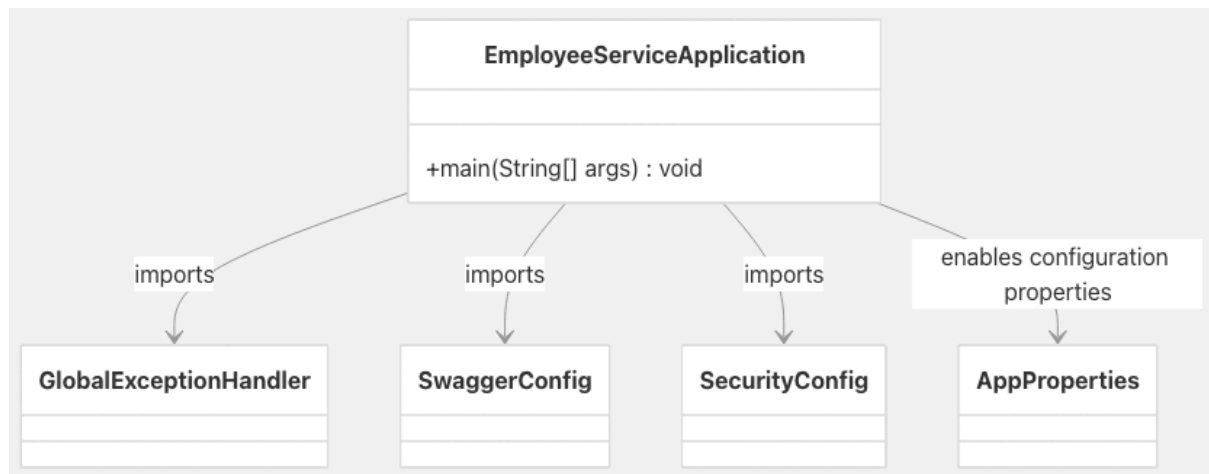 EmployeeServiceApplication
+main(String[] args) : void
imports
imports
imports
enables configuration
properties
GlobalExceptionHandler
SwaggerConfig
SecurityConfig
AppProperties